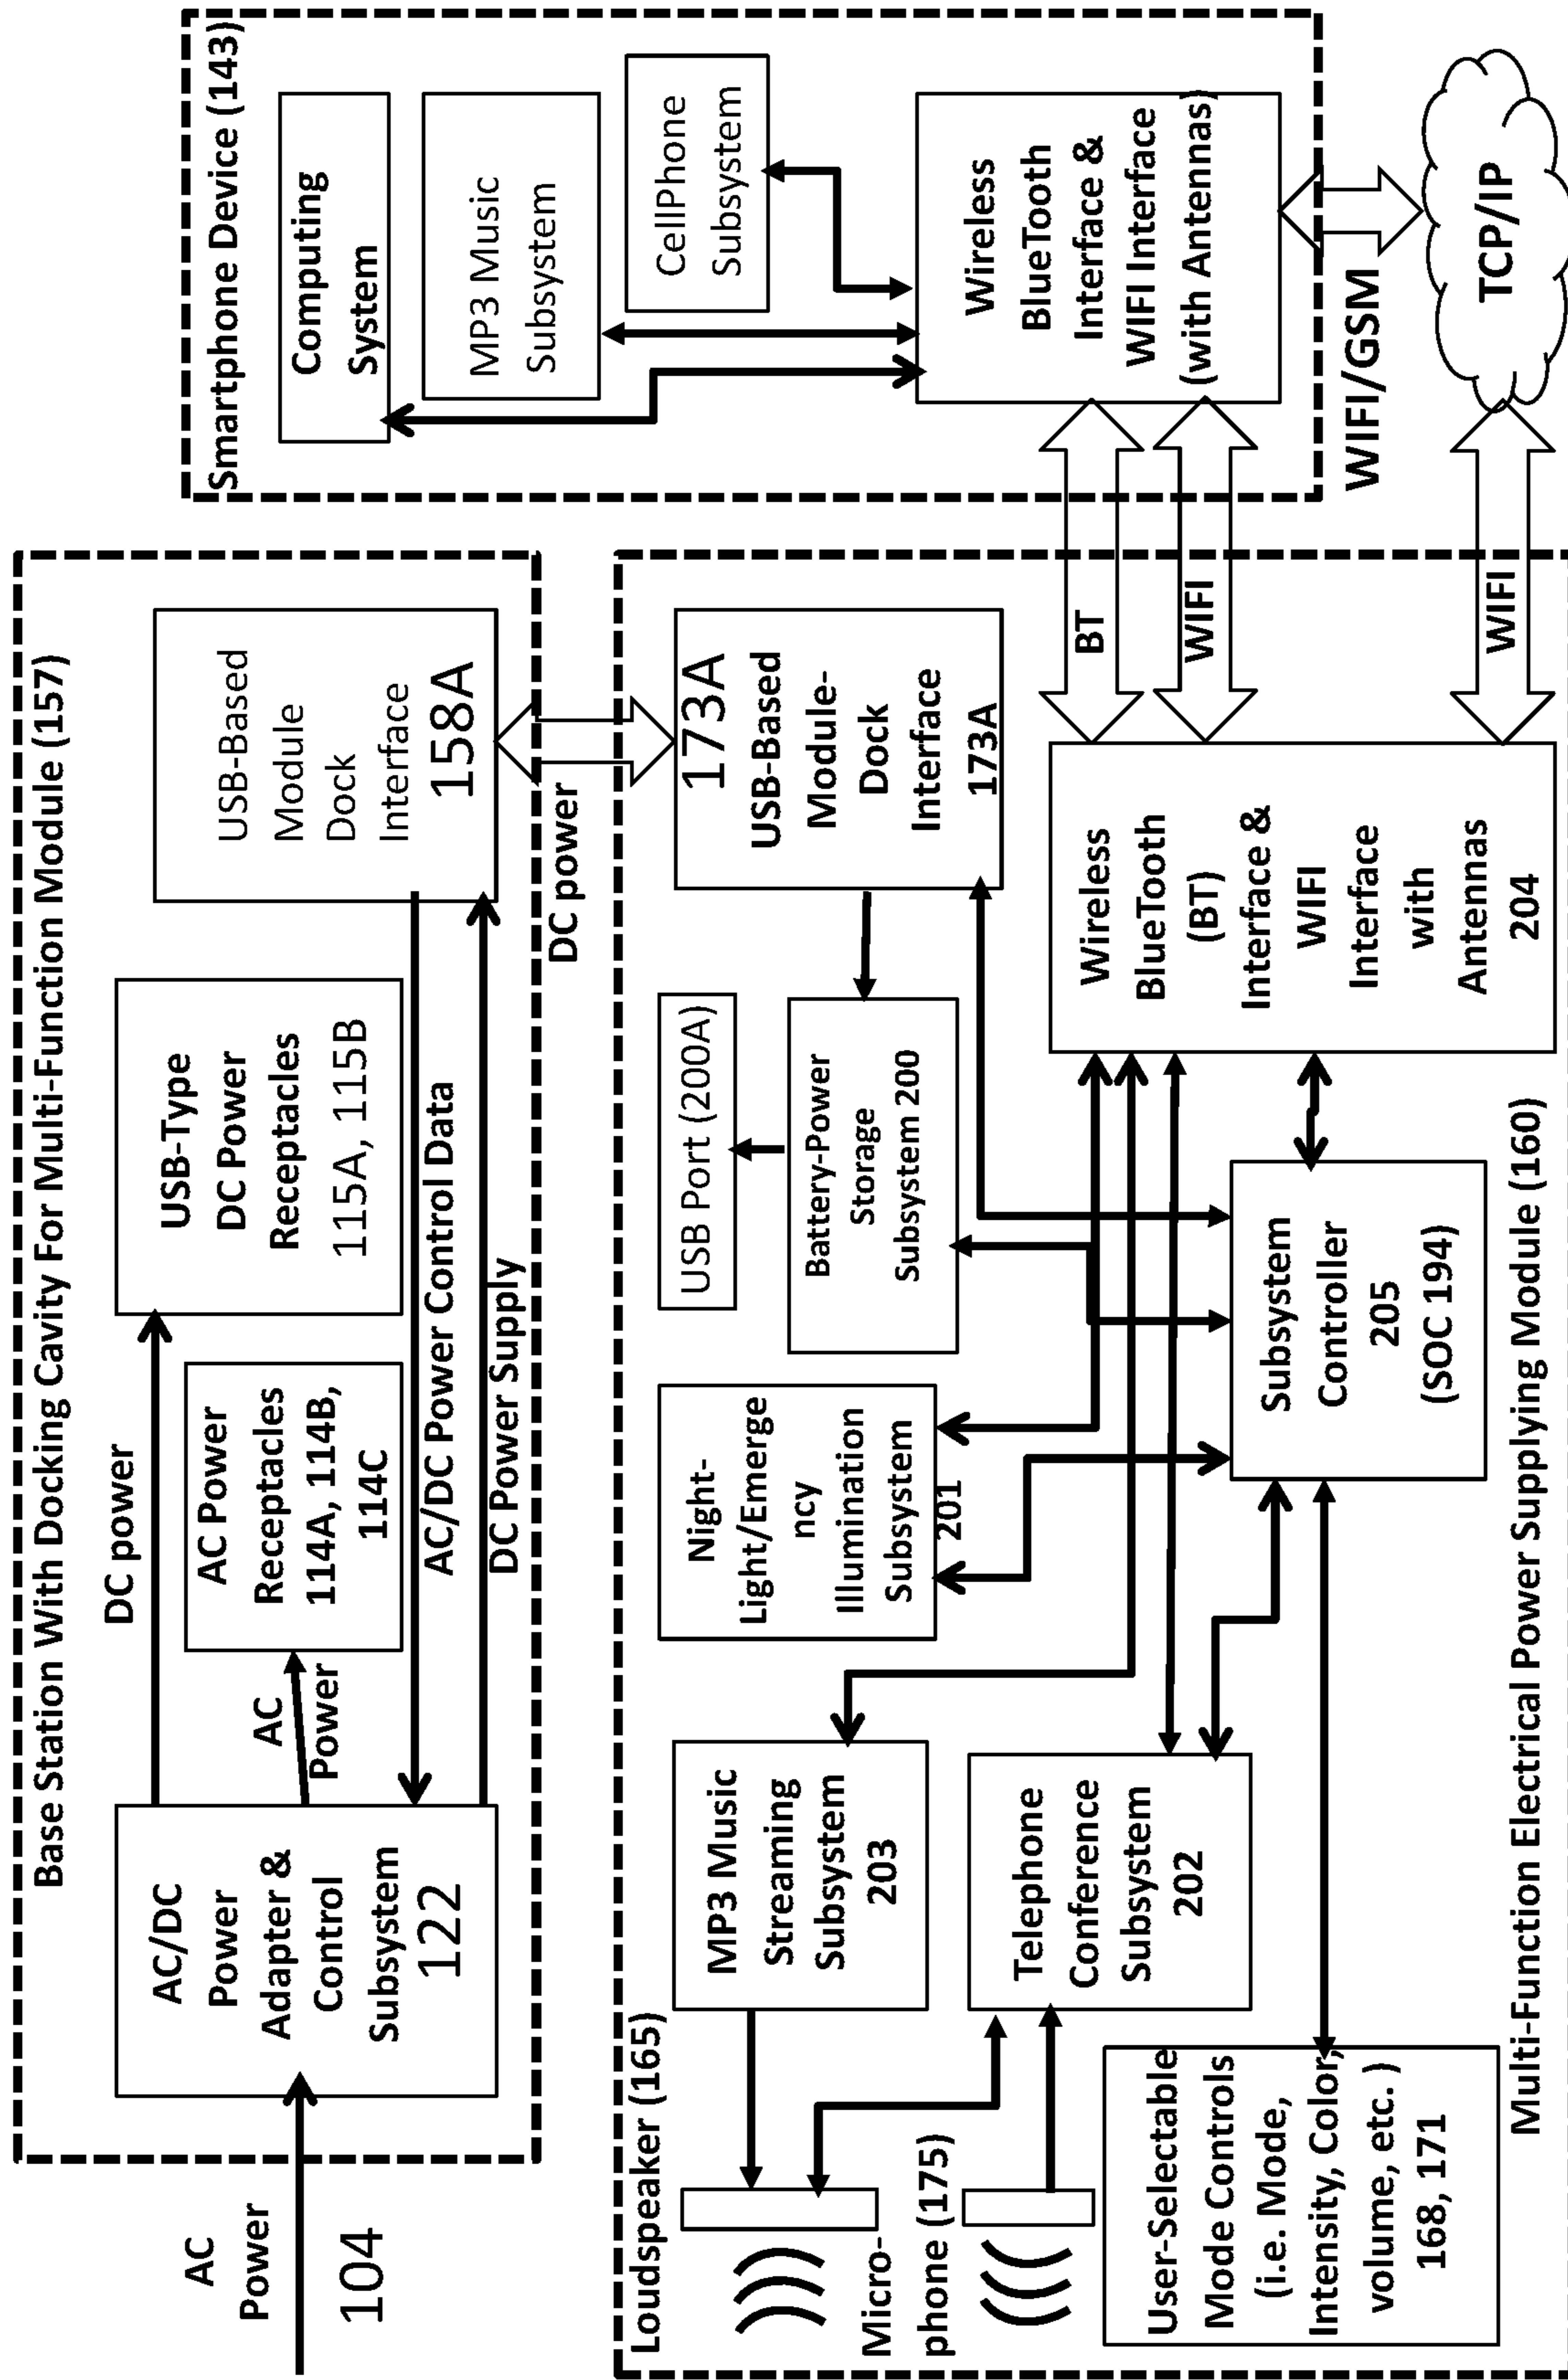 Base Station With Docking Cavity For Multi-Function Module (157)
AC
Power
104
AC/DC
Power
Adapter &
Control
Subsystem
122
DC power
AC
Power
AC Power
Receptacles
114A, 114B,
114C
USB-Type
DC Power
Receptacles
115A, 115B
AC/DC Power Control Data
DC Power Supply
USB-Based
Module
Dock
Interface
158A
DC power
Smartphone Device (143)
Computing
System
MP3 Music
Subsystem
CellPhone
Subsystem
Wireless
BlueTooth
Interface &
WIFI Interface
(with Antennas)
WIFI/GSM
TCP/IP
BT
WIFI
WIFI
Loudspeaker (165)
Micro-
phone (175)
MP3 Music
Streaming
Subsystem
203
Telephone
Conference
Subsystem
202
User-Selectable
Mode Controls
(i.e. Mode,
Intensity, Color,
volume, etc. )
168, 171
Night-
Light/Emerge
ncy
Illumination
Subsystem
201
USB Port (200A)
Battery-Power
Storage
Subsystem 200
173A
USB-Based
Module-
Dock
Interface
173A
Subsystem
Controller
205
(SOC 194)
Wireless
BlueTooth
(BT)
Interface &
WIFI
Interface
with
Antennas
204
Multi-Function Electrical Power Supplying Module (160)